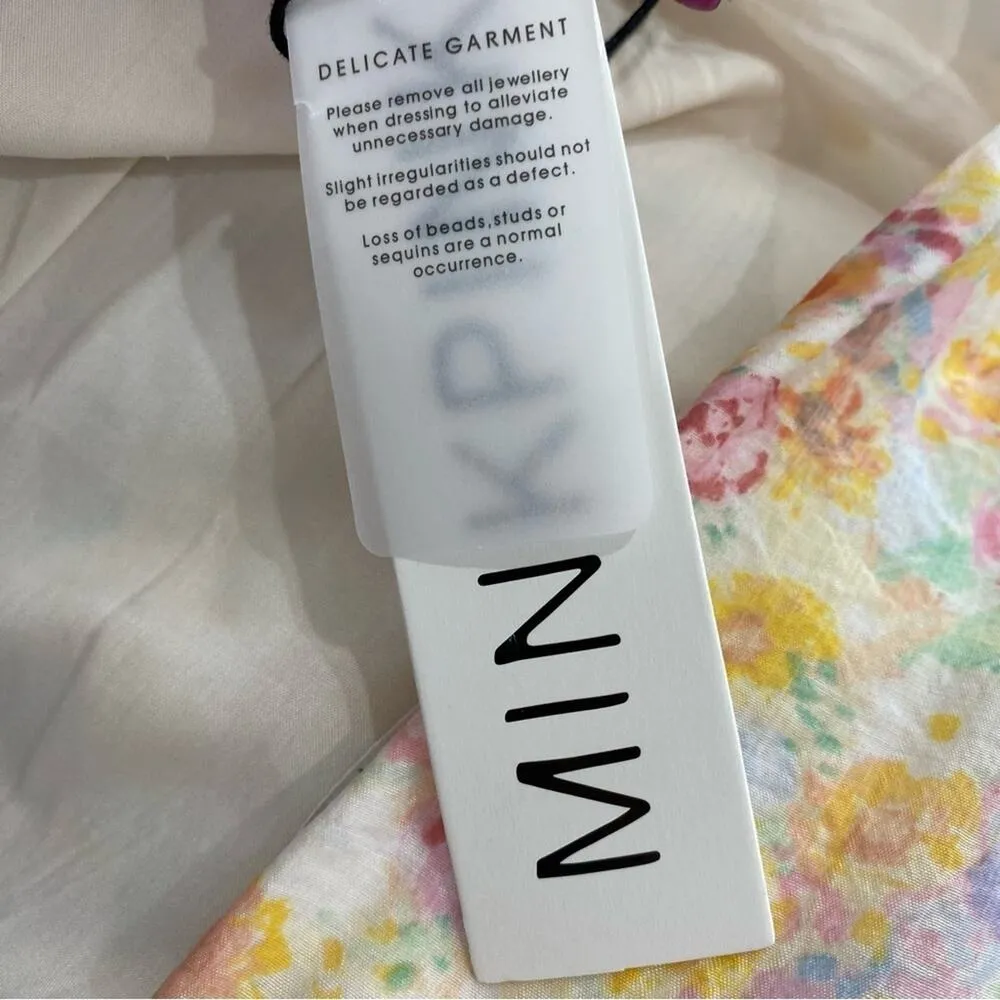 DELICATE GARMENT
Please remove all jewellery
when dressing to alleviate
unnecessary damage.
Slight irregularities should not
be regarded as a defect.
Loss of beads, studs or
sequins are a normal
occurrence.
MINKPINK